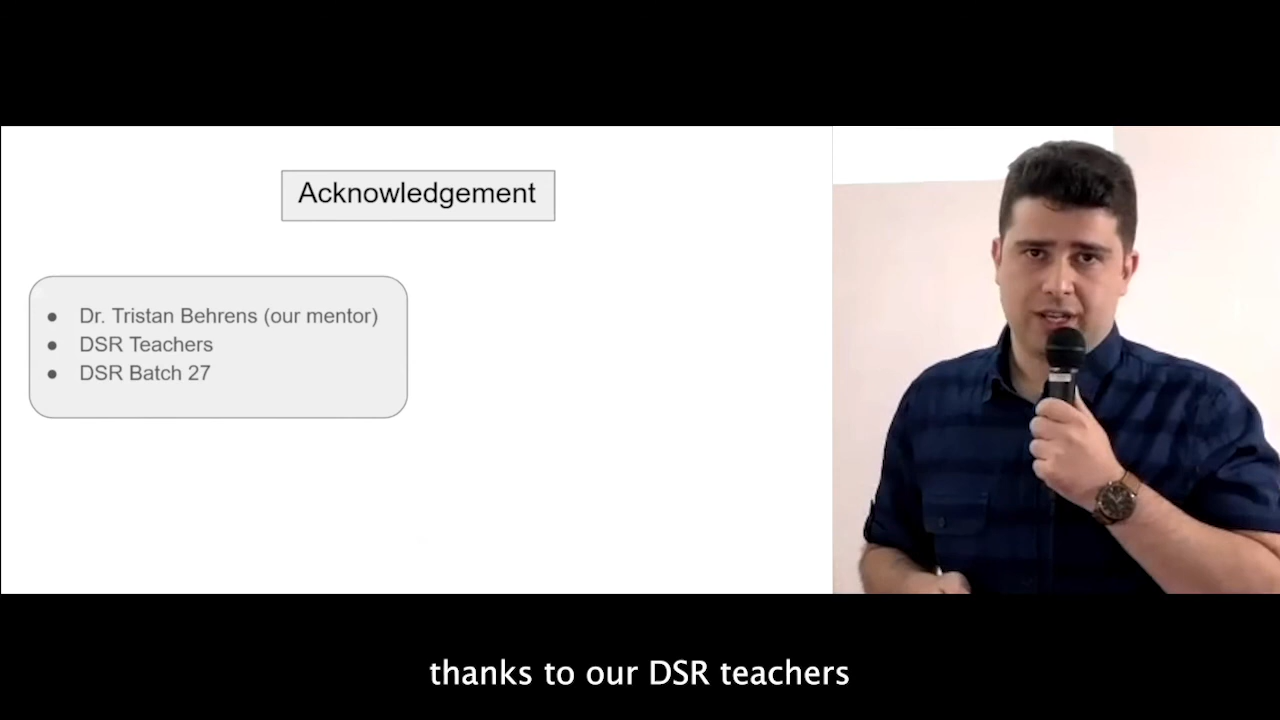 Acknowledgement
● Dr. Tristan Behrens (our mentor)
● DSR Teachers
● DSR Batch 27
thanks to our DSR teachers